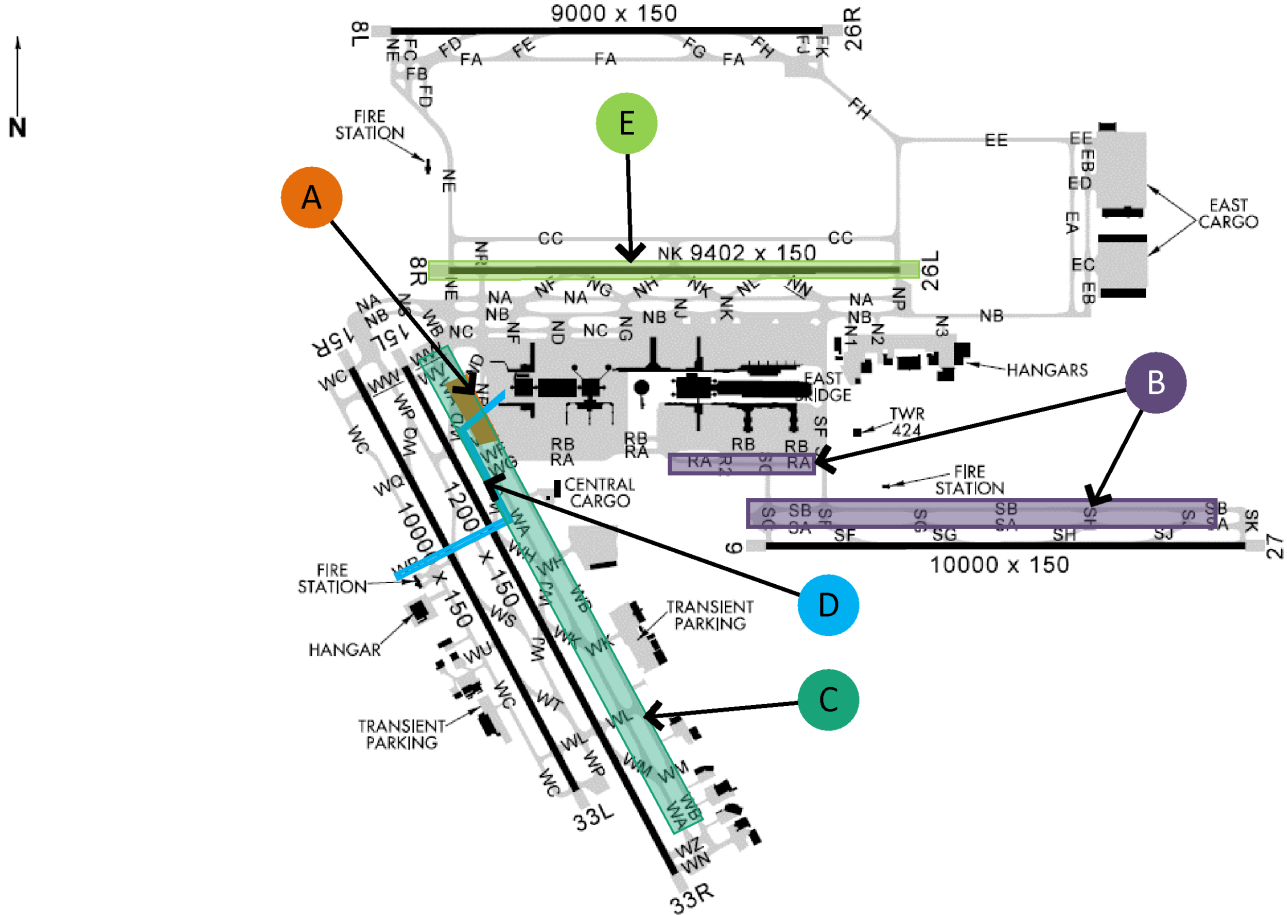 9000 x 150
8L
26R
NE
FC
FD
FE
FG
FH
FJ
FK
FA
FA
FA
FB
FD
FH
N
FIRE
STATION
E
EE
EE
EB
ED
NE
A
EA
EAST
CARGO
CC
CC
NR
NK 9402 x 150
8R
26L
EC
EB
NE
NF
NG
NH
NK
NL
NN
NP
NA
NA
NA
NJ
NK
NA
NB
NB
WB
NB
NB
NB
NC
NF
ND
NC
NG
N1
N2
N3
15R
15L
WC
WW
WP
HANGARS
EAST
BRIDGE
B
TWR
424
SF
RB
RA
RB
RA
RB
RB
RA
RA
WC
WF
WG
WQ
CENTRAL
CARGO
FIRE
STATION
SB
SB
SB
SA
SA
SA
SG
SF
SG
SH
SK
SF
SG
SH
SJ
9
27
10000 x 150
10000 x 150
1200 x 150
WA
WH
WH
WB
FIRE
STATION
D
HANGAR
WS
WK
WK
WU
TRANSIENT
PARKING
WC
WT
C
TRANSIENT
PARKING
WL
WL
WP
WM
WM
WC
WB
WA
33L
WZ
WN
33R